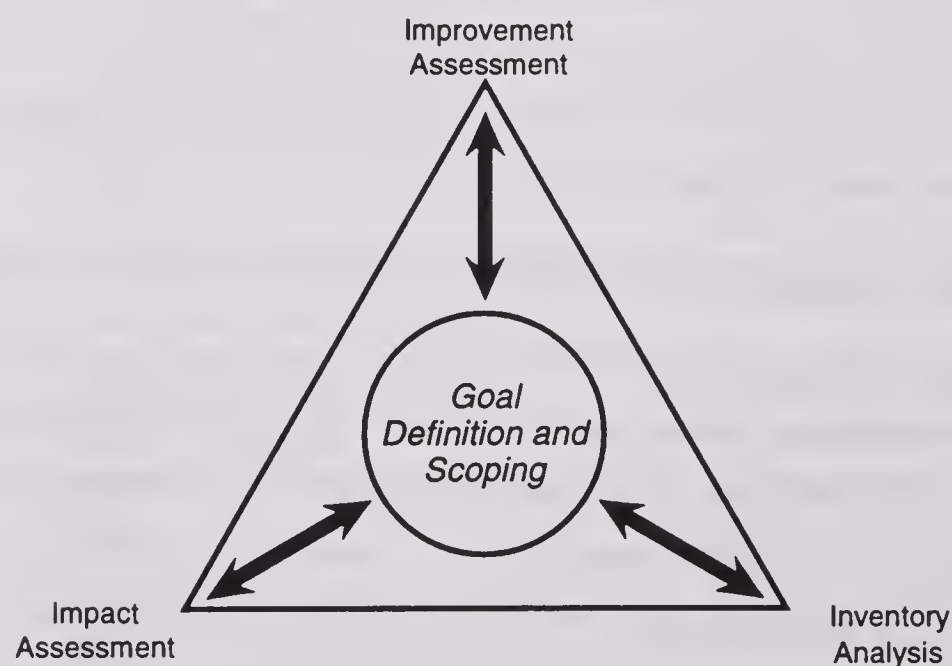 Improvement
Assessment
Goal
Definition and
Scoping
Impact
Assessment
Inventory
Analysis